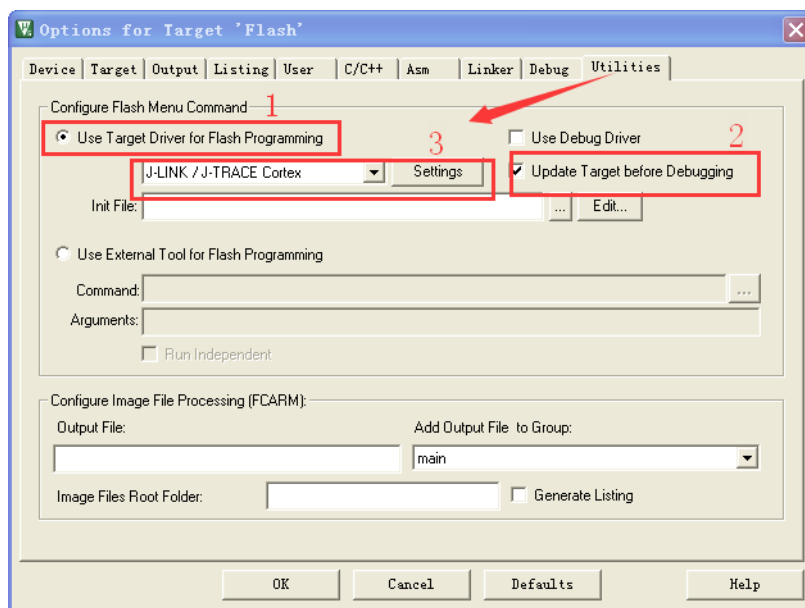 Options for Target 'Flash'
Device Target Output Listing User C/C++ Asm Linker Debug Utilities
Configure Flash Menu Command
1
Use Target Driver for Flash Programming
Use Debug Driver
2
3
J-LINK / J-TRACE Cortex
Settings
Update Target before Debugging
Init File:
...
Edit...
Use External Tool for Flash Programming
Command:
...
Arguments:
Run Independent
Configure Image File Processing (FCARM):
Output File:
Add Output File to Group:
main
Image Files Root Folder:
Generate Listing
OK Cancel Defaults Help